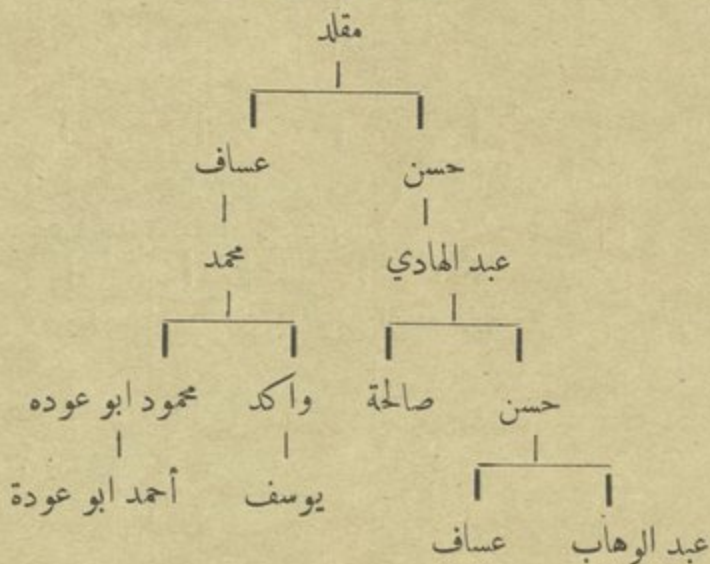 مقلد
حسن عساف
عبد الهادي محمد
حسن صالحة واكد محمود ابو عوده
يوسف أحمد ابو عودة
عبد الوهاب عساف